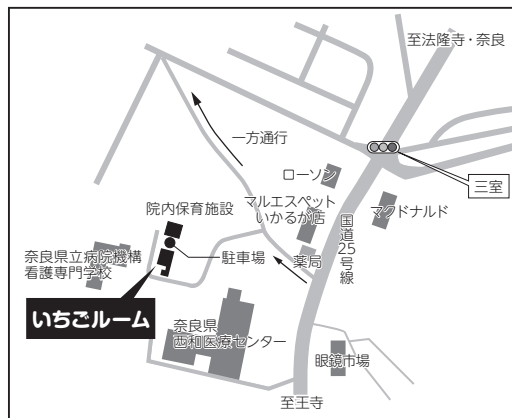 至法隆寺・奈良
一方通行
ローソン
三室
マルエスペット
いかるが店
マクドナルド
国道25号線
院内保育施設
駐車場
薬局
奈良県立病院機構
看護専門学校
いちごルーム
奈良県
西和医療センター
眼鏡市場
至王寺